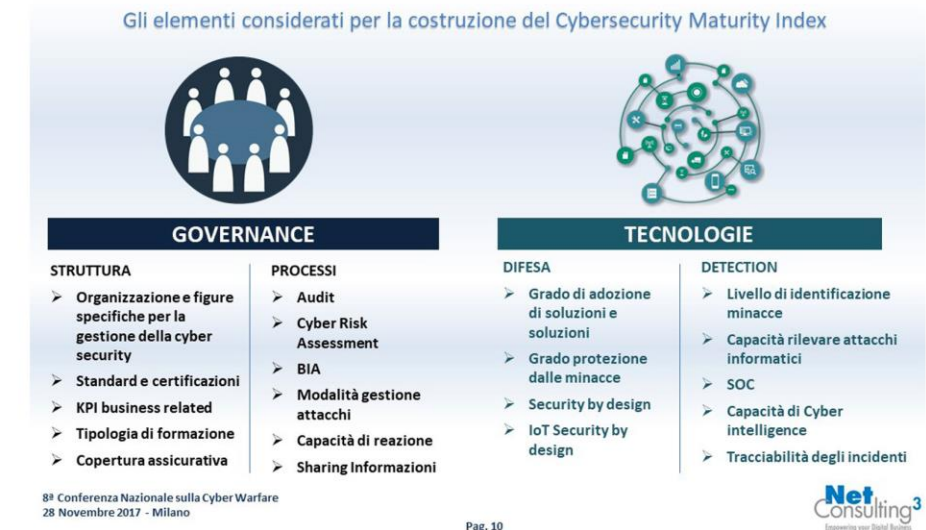 Gli elementi considerati per la costruzione del Cybersecurity Maturity Index
GOVERNANCE
STRUTTURA
➢ Organizzazione e figure
specifiche per la
gestione della cyber
security
➢ Standard e certificazioni
➢ KPI business related
➢ Tipologia di formazione
➢ Copertura assicurativa
PROCESSI
➢ Audit
➢ Cyber Risk
Assessment
➢ BIA
➢ Modalità gestione
attacchi
➢ Capacità di reazione
➢ Sharing Informazioni
TECNOLOGIE
DIFESA
➢ Grado di adozione
di soluzioni e
soluzioni
➢ Grado protezione
dalle minacce
➢ Security by design
➢ IoT Security by
design
DETECTION
➢ Livello di identificazione
minacce
➢ Capacità rilevare attacchi
informatici
➢ SOC
➢ Capacità di Cyber
intelligence
➢ Tracciabilità degli incidenti
8ª Conferenza Nazionale sulla Cyber Warfare
28 Novembre 2017 - Milano
Pag. 10
Net
Consulting³
Empowering your Digital Business